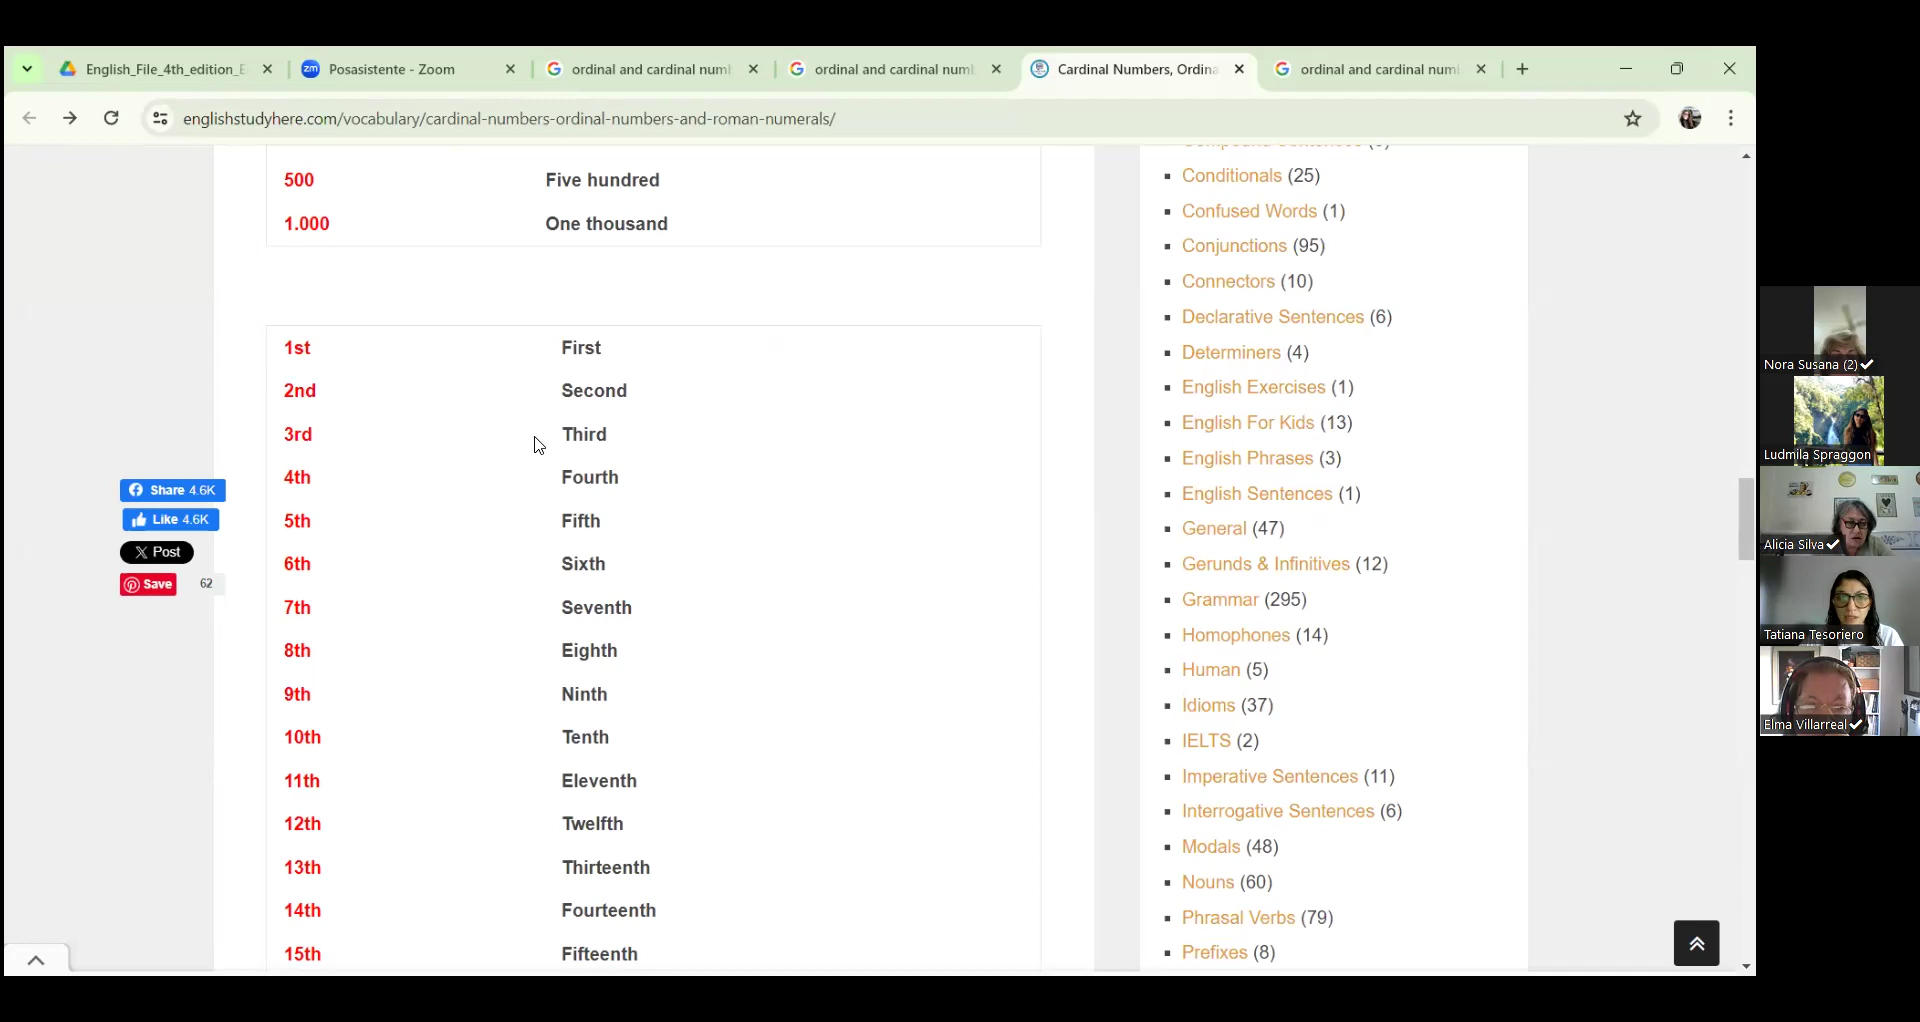 English_File_4th_edition_E
zm Posasistente - Zoom
ordinal and cardinal numb
ordinal and cardinal numb
Cardinal Numbers, Ordina
ordinal and cardinal numb
englishstudyhere.com/vocabulary/cardinal-numbers-ordinal-numbers-and-roman-numerals/
500 Five hundred
1.000 One thousand
1st First
2nd Second
3rd Third
4th Fourth
5th Fifth
6th Sixth
7th Seventh
8th Eighth
9th Ninth
10th Tenth
11th Eleventh
12th Twelfth
13th Thirteenth
14th Fourteenth
15th Fifteenth
Share 4.6K
Like 4.6K
X Post
Save 62
Conditionals (25)
Confused Words (1)
Conjunctions (95)
Connectors (10)
Declarative Sentences (6)
Determiners (4)
English Exercises (1)
English For Kids (13)
English Phrases (3)
English Sentences (1)
General (47)
Gerunds & Infinitives (12)
Grammar (295)
Homophones (14)
Human (5)
Idioms (37)
IELTS (2)
Imperative Sentences (11)
Interrogative Sentences (6)
Modals (48)
Nouns (60)
Phrasal Verbs (79)
Prefixes (8)
Nora Susana (2)
Ludmila Spraggon
Alicia Silva
Tatiana Tesoriero
Elma Villarreal